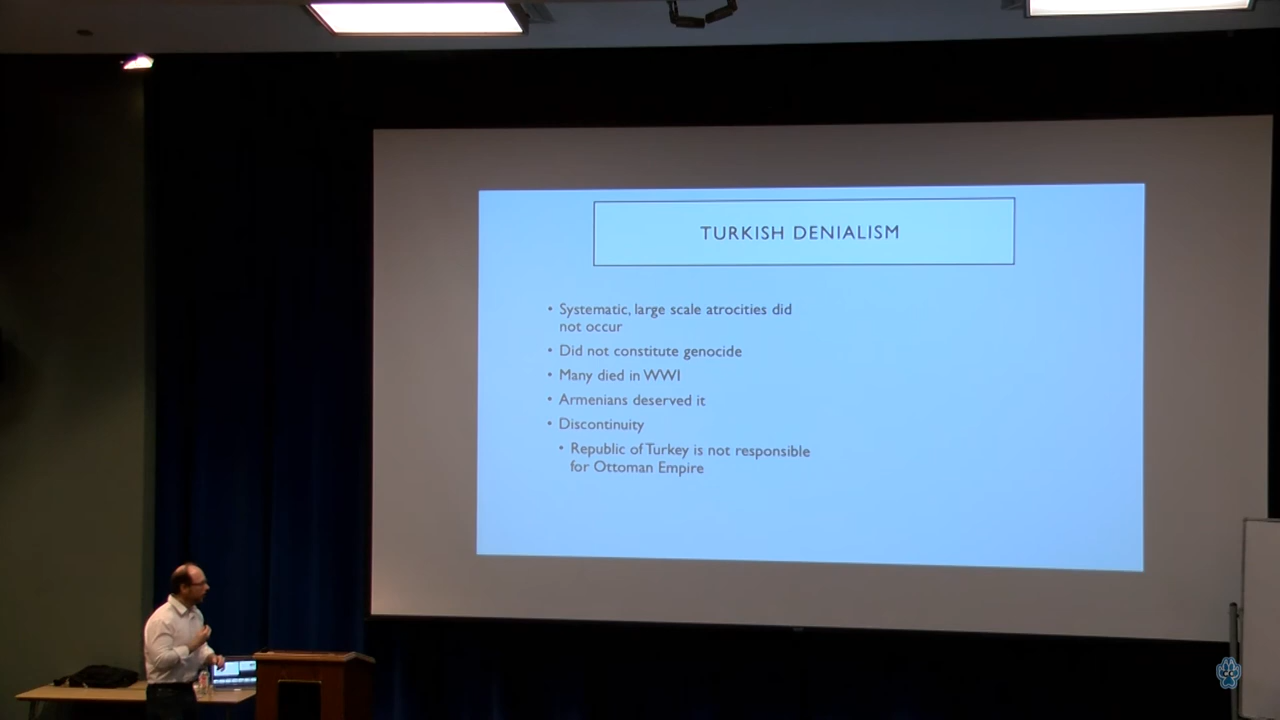 TURKISH DENIALISM
• Systematic, large scale atrocities did
not occur
• Did not constitute genocide
• Many died in WWI
• Armenians deserved it
• Discontinuity
• Republic of Turkey is not responsible
for Ottoman Empire